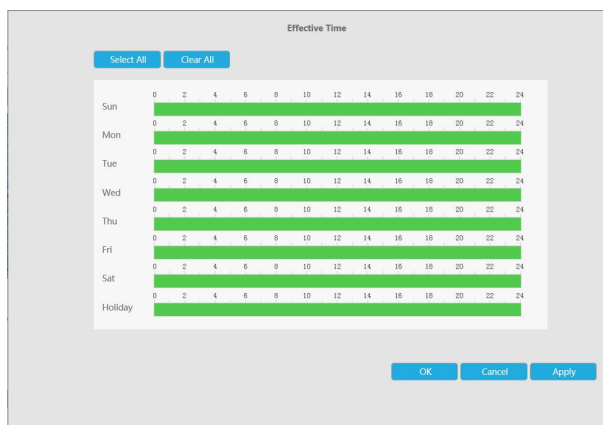 Effective Time
Select All Clear All
0 2 4 6 8 10 12 14 16 18 20 22 24
Sun
0 2 4 6 8 10 12 14 16 18 20 22 24
Mon
0 2 4 6 8 10 12 14 16 18 20 22 24
Tue
0 2 4 6 8 10 12 14 16 18 20 22 24
Wed
0 2 4 6 8 10 12 14 16 18 20 22 24
Thu
0 2 4 6 8 10 12 14 16 18 20 22 24
Fri
0 2 4 6 8 10 12 14 16 18 20 22 24
Sat
0 2 4 6 8 10 12 14 16 18 20 22 24
Holiday
OK Cancel Apply